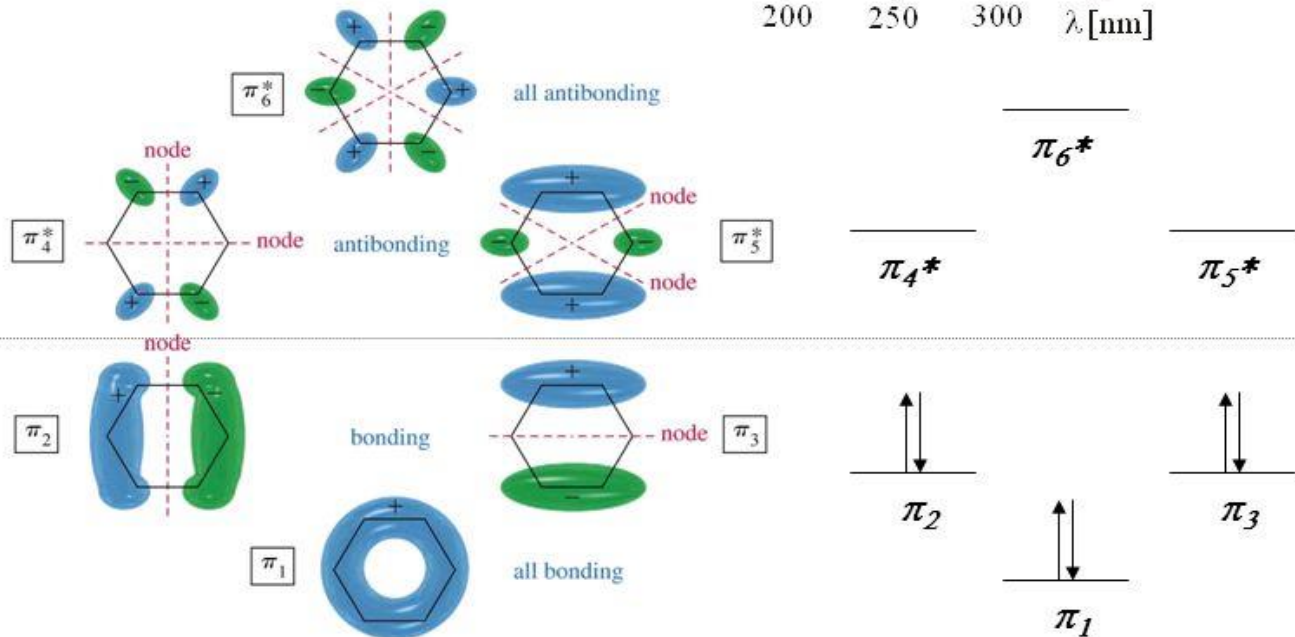 200 250 300 λ[nm]
+ −
π6* − + all antibonding
+ −
π6*
node
− +
π4* node antibonding
+ −
+
node
− − π5*
node
+
π4* π5*
node
+ −
π2 bonding
+
node π3
−
π2 π3
+
π1 all bonding
π1